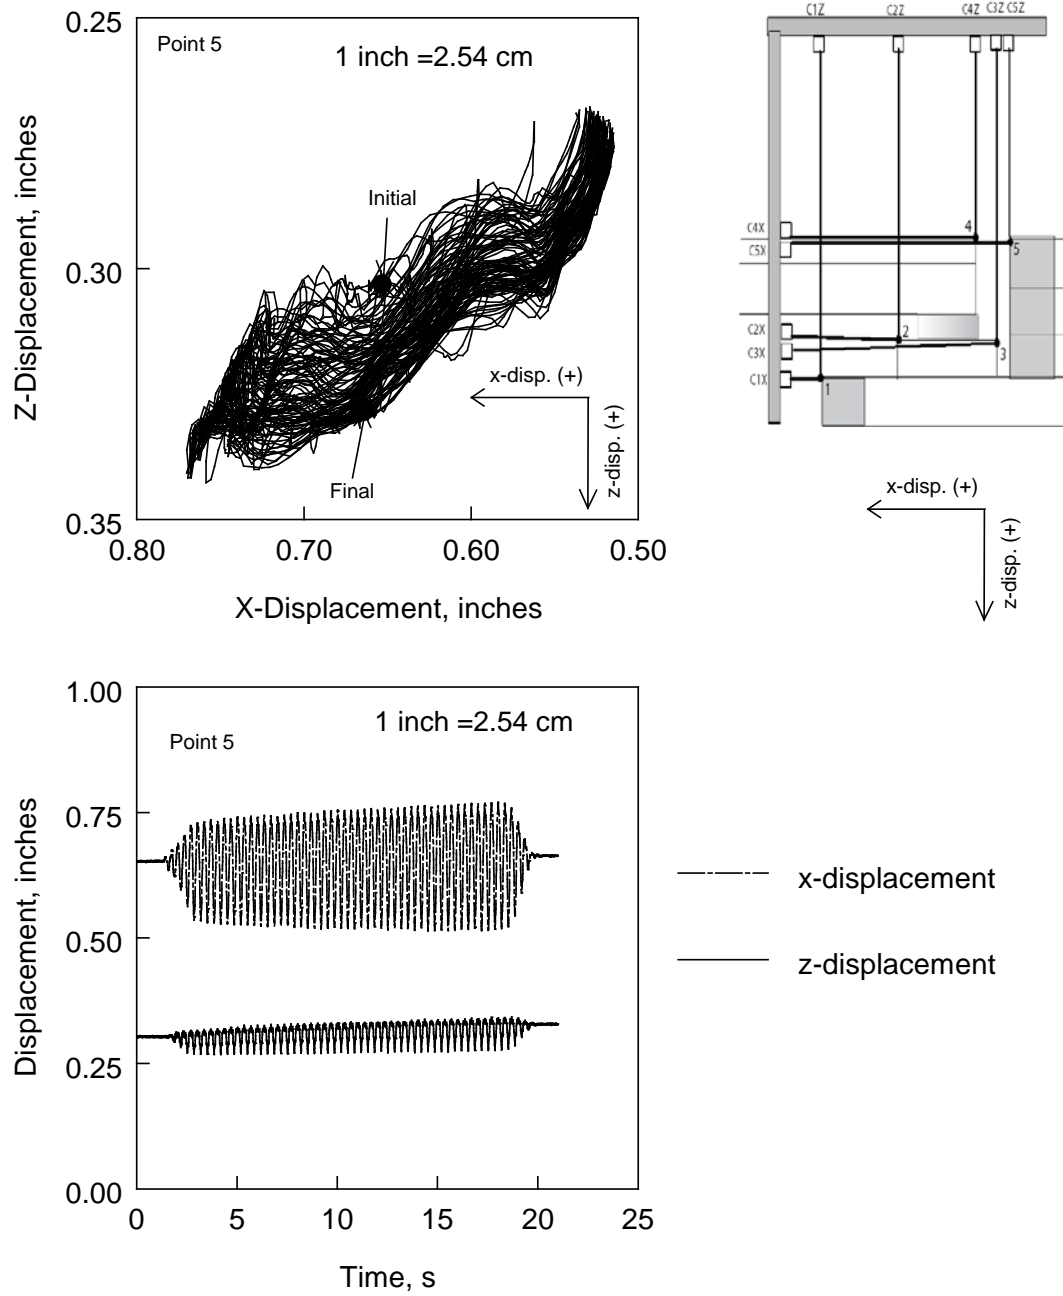 0.25
Point 5
1 inch =2.54 cm
Initial
0.30
Z-Displacement, inches
x-disp. (+)
z-disp. (+)
Final
0.35
0.80
0.70
0.60
0.50
X-Displacement, inches
C1Z
C2Z
C4Z
C3Z
C5Z
C4X
C5X
C2X
C3X
C1X
4
5
2
3
1
x-disp. (+)
z-disp. (+)
1.00
Point 5
1 inch =2.54 cm
0.75
0.50
0.25
0.00
Displacement, inches
0
5
10
15
20
25
Time, s
x-displacement
z-displacement